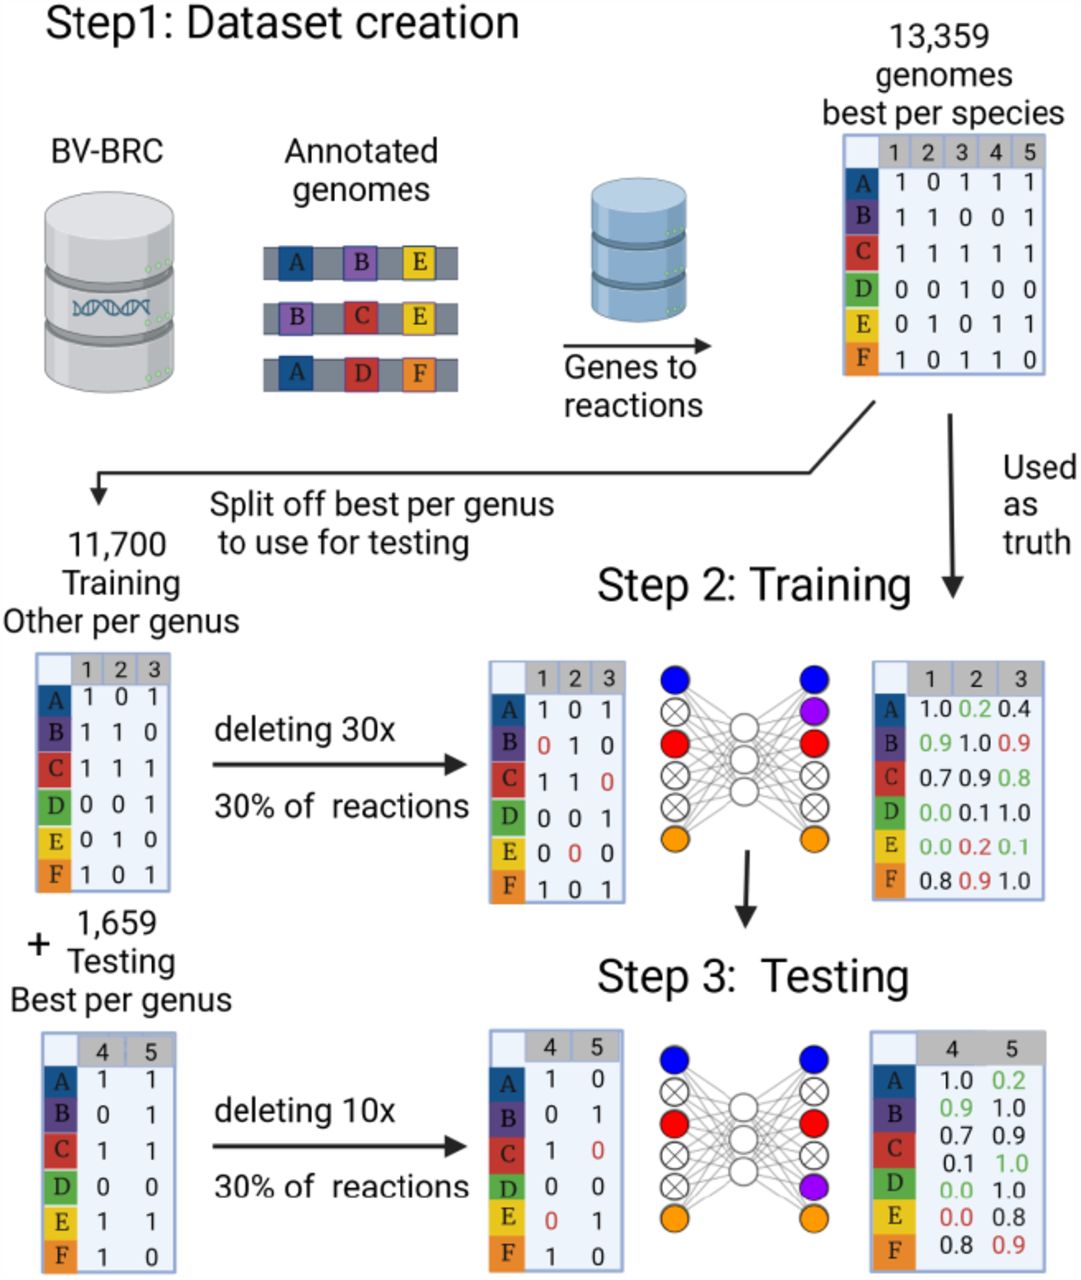 Step1: Dataset creation
13,359
genomes
best per species
BV-BRC
Annotated
genomes
A B E
B C E
A D F
Genes to
reactions
1 2 3 4 5
A 1 0 1 1 1
B 1 1 0 0 1
C 1 1 1 1 1
D 0 0 1 0 0
E 0 1 0 1 1
F 1 0 1 1 0
Split off best per genus
to use for testing
Used
as
truth
11,700
Training
Other per genus
Step 2: Training
1 2 3
A 1 0 1
B 1 1 0
C 1 1 1
D 0 0 1
E 0 1 0
F 1 0 1
deleting 30x
30% of reactions
1 2 3
A 1 0 1
B 0 1 0
C 1 1 0
D 0 0 1
E 0 0 0
F 1 0 1
1 2 3
A 1.0 0.2 0.4
B 0.9 1.0 0.9
C 0.7 0.9 0.8
D 0.0 0.1 1.0
E 0.0 0.2 0.1
F 0.8 0.9 1.0
+ 1,659
Testing
Best per genus
Step 3: Testing
4 5
A 1 1
B 0 1
C 1 1
D 0 0
E 1 1
F 1 0
deleting 10x
30% of reactions
4 5
A 1 0
B 0 1
C 1 0
D 0 0
E 0 1
F 1 0
4 5
A 1.0 0.2
B 0.9 1.0
0.7 0.9
C 0.1 1.0
D 0.0 1.0
E 0.0 0.8
F 0.8 0.9